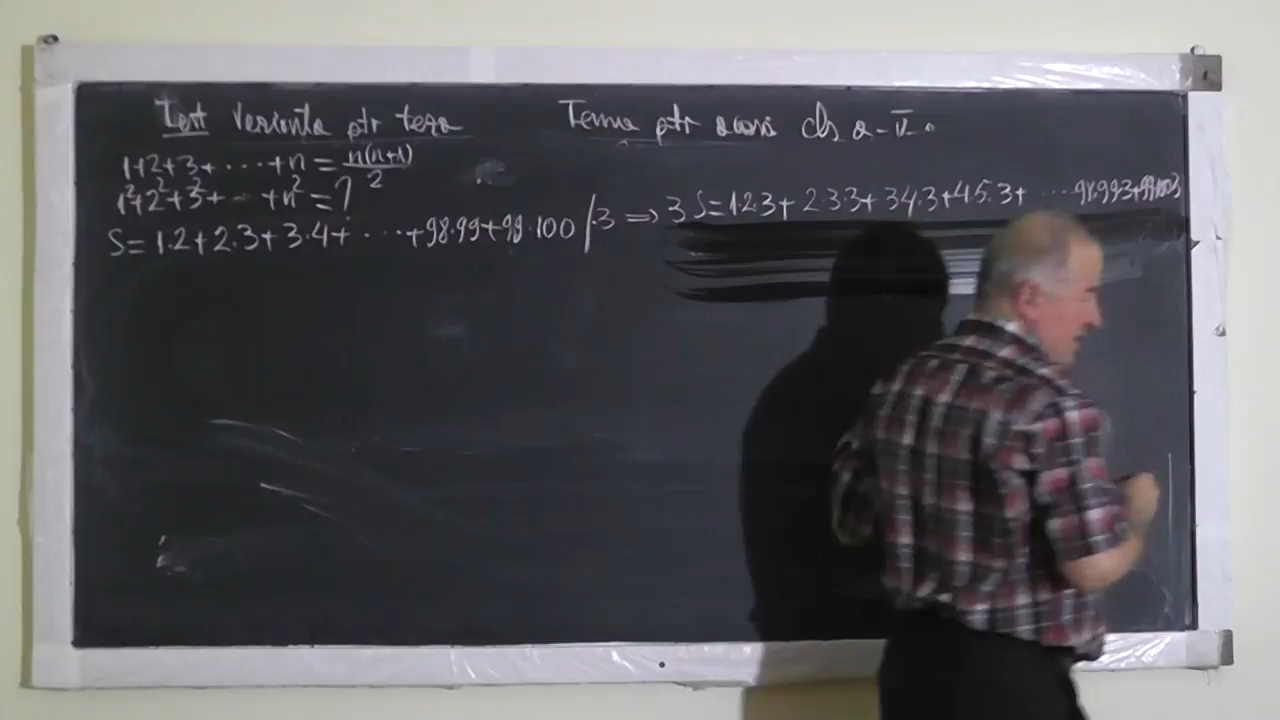 Test varianta ptr teza
Tema ptr acasă cls a-V.
1+2+3+ ⋯ +n = n(n+1)/2
1²+2²+3²+ ⋯ +n² = ?
S = 1·2+2·3+3·4+ ⋯ +98·99+99·100 /·3 ⇒ 3S = 1·2·3+ 2·3·3+ 3·4·3+4·5·3+ ⋯ 98·99·3+99·100·3